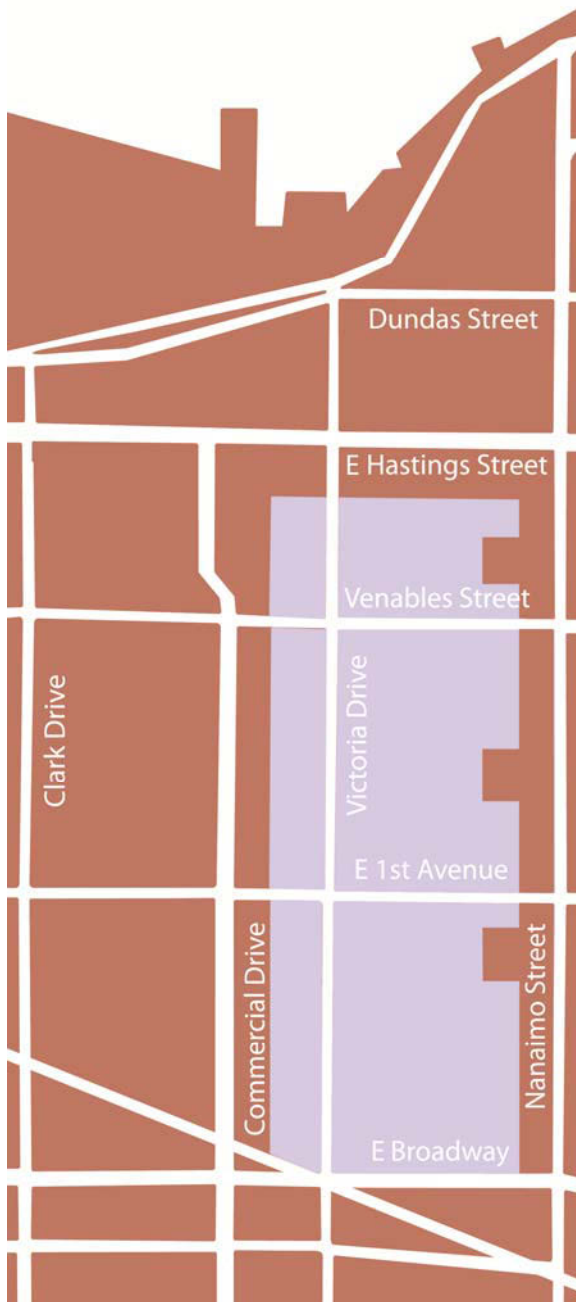 Dundas Street
E Hastings Street
Venables Street
Clark Drive
Victoria Drive
E 1st Avenue
Commercial Drive
Nanaimo Street
E Broadway